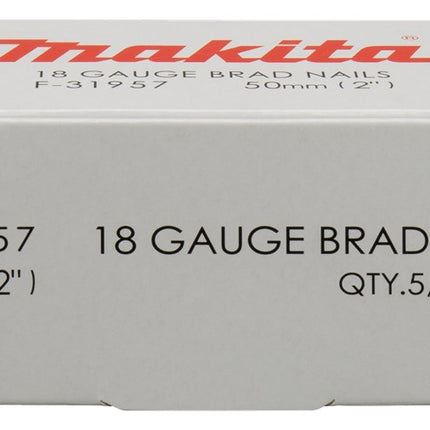 makita
18 GAUGE BRAD NAILS
F-31957 50mm (2")
57 18 GAUGE BRAD
2") QTY.5,